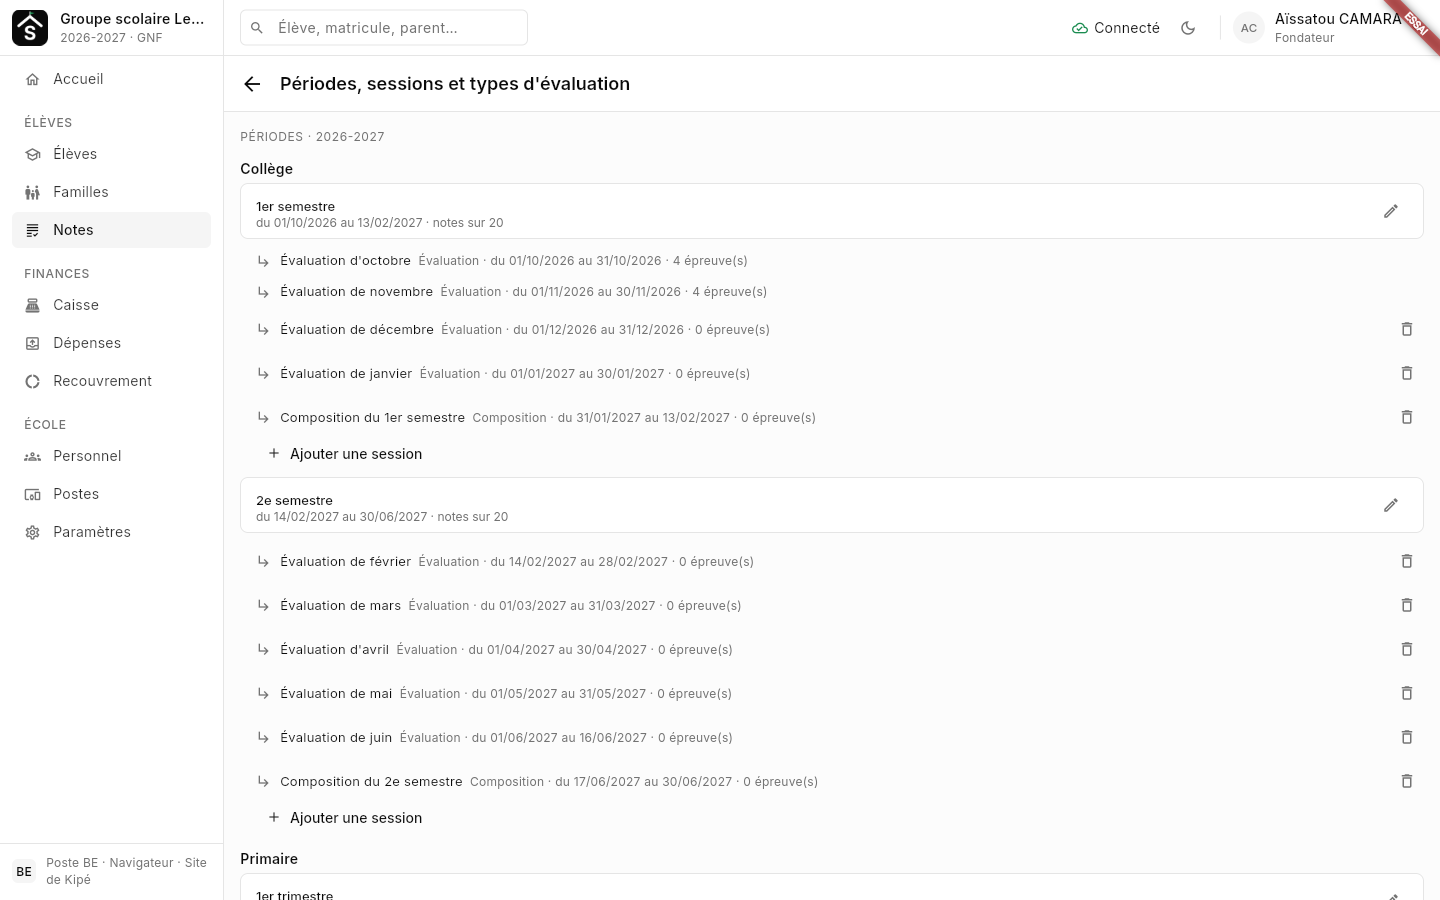 Groupe scolaire Le...
2026-2027 · GNF
Élève, matricule, parent...
Connecté
AC
Aïssatou CAMARA
Fondateur
ESSAI
Accueil
ÉLÈVES
Élèves
Familles
Notes
FINANCES
Caisse
Dépenses
Recouvrement
ÉCOLE
Personnel
Postes
Paramètres
BE
Poste BE · Navigateur · Site
de Kipé
Périodes, sessions et types d'évaluation
PÉRIODES · 2026-2027
Collège
1er semestre
du 01/10/2026 au 13/02/2027 · notes sur 20
Évaluation d'octobre Évaluation · du 01/10/2026 au 31/10/2026 · 4 épreuve(s)
Évaluation de novembre Évaluation · du 01/11/2026 au 30/11/2026 · 4 épreuve(s)
Évaluation de décembre Évaluation · du 01/12/2026 au 31/12/2026 · 0 épreuve(s)
Évaluation de janvier Évaluation · du 01/01/2027 au 30/01/2027 · 0 épreuve(s)
Composition du 1er semestre Composition · du 31/01/2027 au 13/02/2027 · 0 épreuve(s)
Ajouter une session
2e semestre
du 14/02/2027 au 30/06/2027 · notes sur 20
Évaluation de février Évaluation · du 14/02/2027 au 28/02/2027 · 0 épreuve(s)
Évaluation de mars Évaluation · du 01/03/2027 au 31/03/2027 · 0 épreuve(s)
Évaluation d'avril Évaluation · du 01/04/2027 au 30/04/2027 · 0 épreuve(s)
Évaluation de mai Évaluation · du 01/05/2027 au 31/05/2027 · 0 épreuve(s)
Évaluation de juin Évaluation · du 01/06/2027 au 16/06/2027 · 0 épreuve(s)
Composition du 2e semestre Composition · du 17/06/2027 au 30/06/2027 · 0 épreuve(s)
Ajouter une session
Primaire
1er trimestre